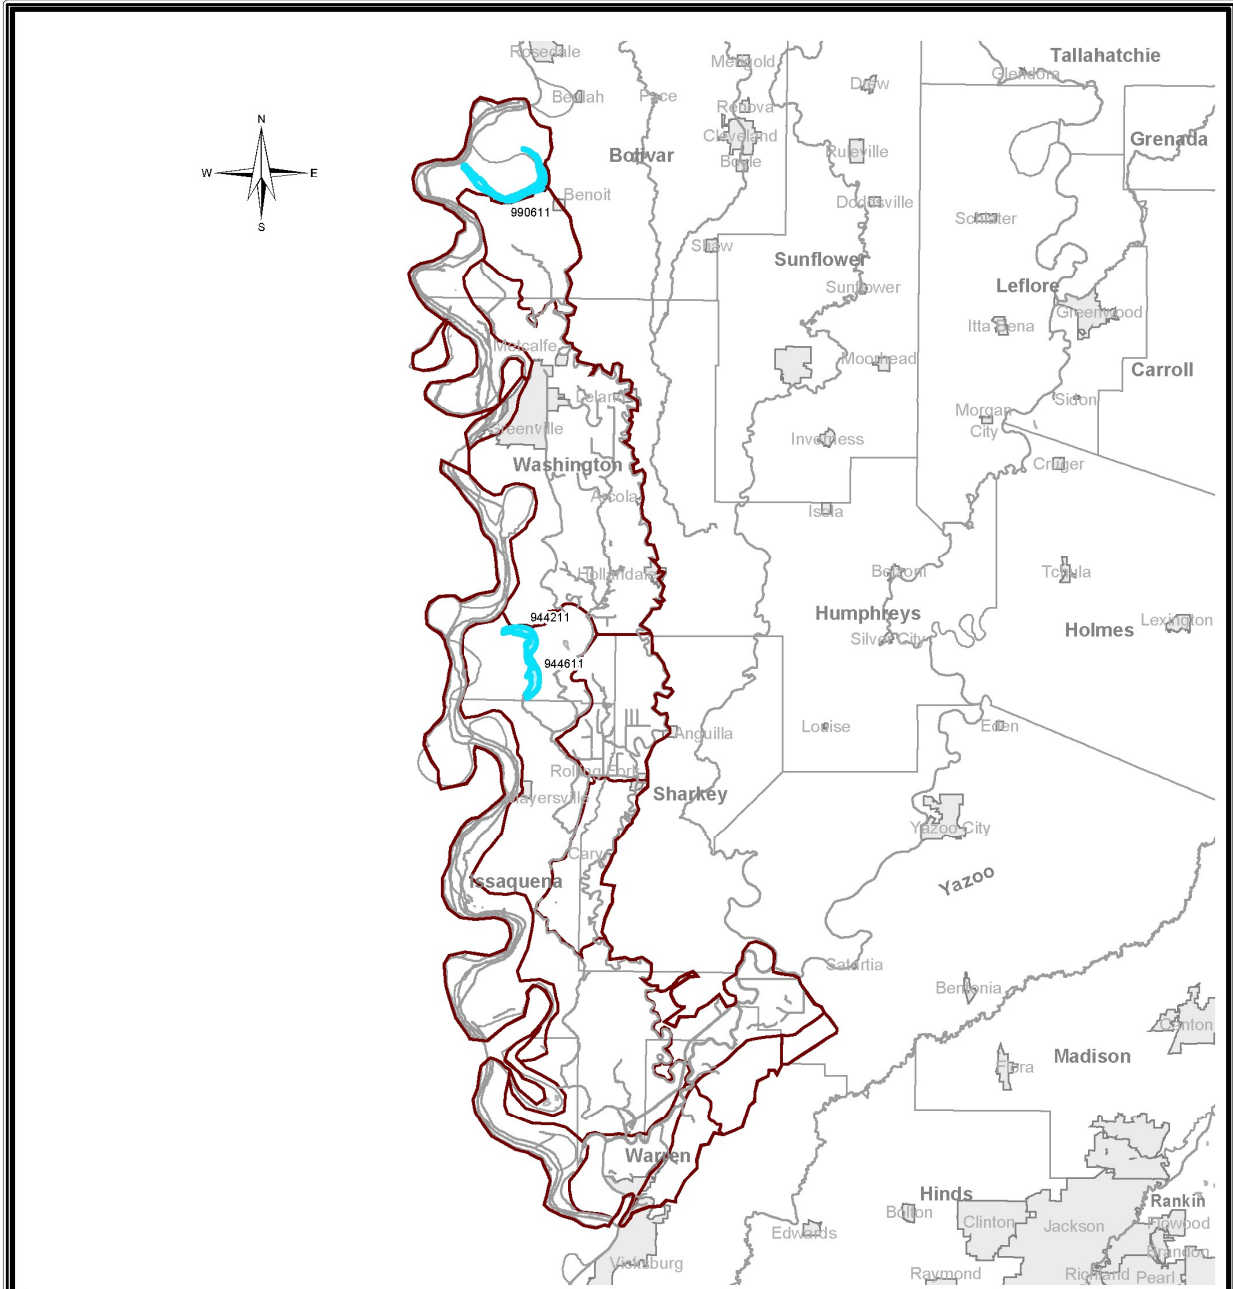 Rosedale
Merigold
Tallahatchie
Glendora
Drew
Beulah
Pace
Renova
N
Cleveland
Grenada
Bolivar
Boyle
Ruleville
W
E
Benoit
Doddsville
990611
Schlater
S
Shaw
Sunflower
Sunflower
Leflore
Greenwood
Itta Bena
Metcalfe
Moorhead
Carroll
Leland
Sidon
Morgan
City
Greenville
Inverness
Washington
Cruger
Arcola
Isola
Hollandale
Belzoni
Tchula
944211
Humphreys
Lexington
Holmes
Silver City
944611
Louise
Eden
Anguilla
Rolling Fork
Mayersville
Sharkey
Yazoo City
Cary
Issaquena
Yazoo
Satartia
Bentonia
Canton
Madison
Flora
Warren
Hinds
Rankin
Bolton
Clinton
Jackson
Flowood
Edwards
Brandon
Vicksburg
Raymond
Richland
Pearl